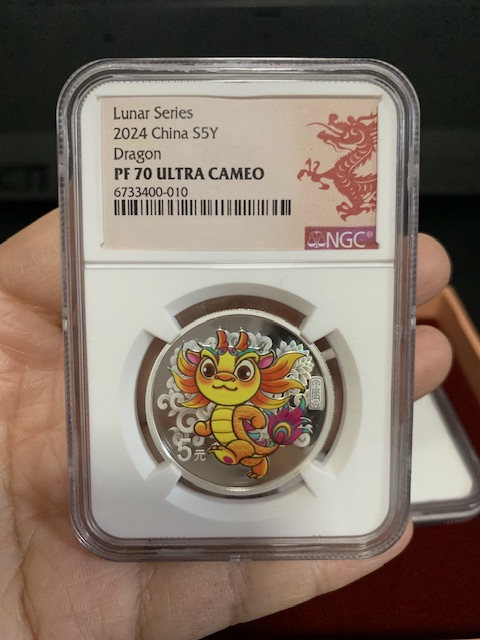 Lunar Series
2024 China S5Y
Dragon
PF 70 ULTRA CAMEO
6733400-010
NGC®
5元